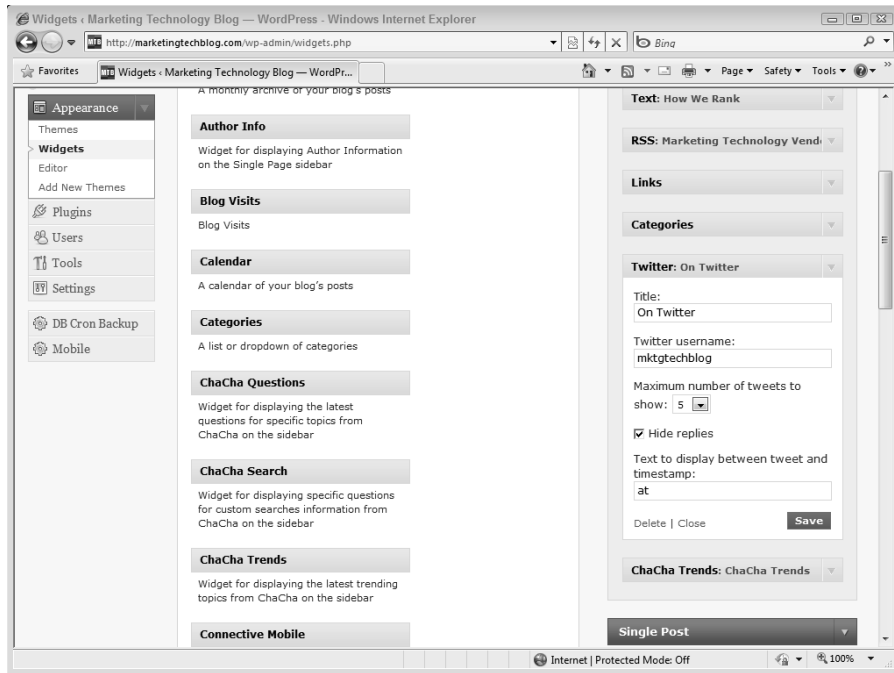 Widgets ‹ Marketing Technology Blog — WordPress - Windows Internet Explorer
http://marketingtechblog.com/wp-admin/widgets.php
Bing
Favorites
Widgets ‹ Marketing Technology Blog — WordPr...
Page
Safety
Tools
Appearance
Themes
Widgets
Editor
Add New Themes
Plugins
Users
Tools
Settings
DB Cron Backup
Mobile
A monthly archive of your blog's posts
Author Info
Widget for displaying Author Information
on the Single Page sidebar
Blog Visits
Blog Visits
Calendar
A calendar of your blog's posts
Categories
A list or dropdown of categories
ChaCha Questions
Widget for displaying the latest
questions for specific topics from
ChaCha on the sidebar
ChaCha Search
Widget for displaying specific questions
for custom searches information from
ChaCha on the sidebar
ChaCha Trends
Widget for displaying the latest trending
topics from ChaCha on the sidebar
Connective Mobile
Text: How We Rank
RSS: Marketing Technology Vend
Links
Categories
Twitter: On Twitter
Title:
On Twitter
Twitter username:
mktgtechblog
Maximum number of tweets to
show: 5
Hide replies
Text to display between tweet and
timestamp:
at
Delete | Close
Save
ChaCha Trends: ChaCha Trends
Single Post
Internet | Protected Mode: Off
100%